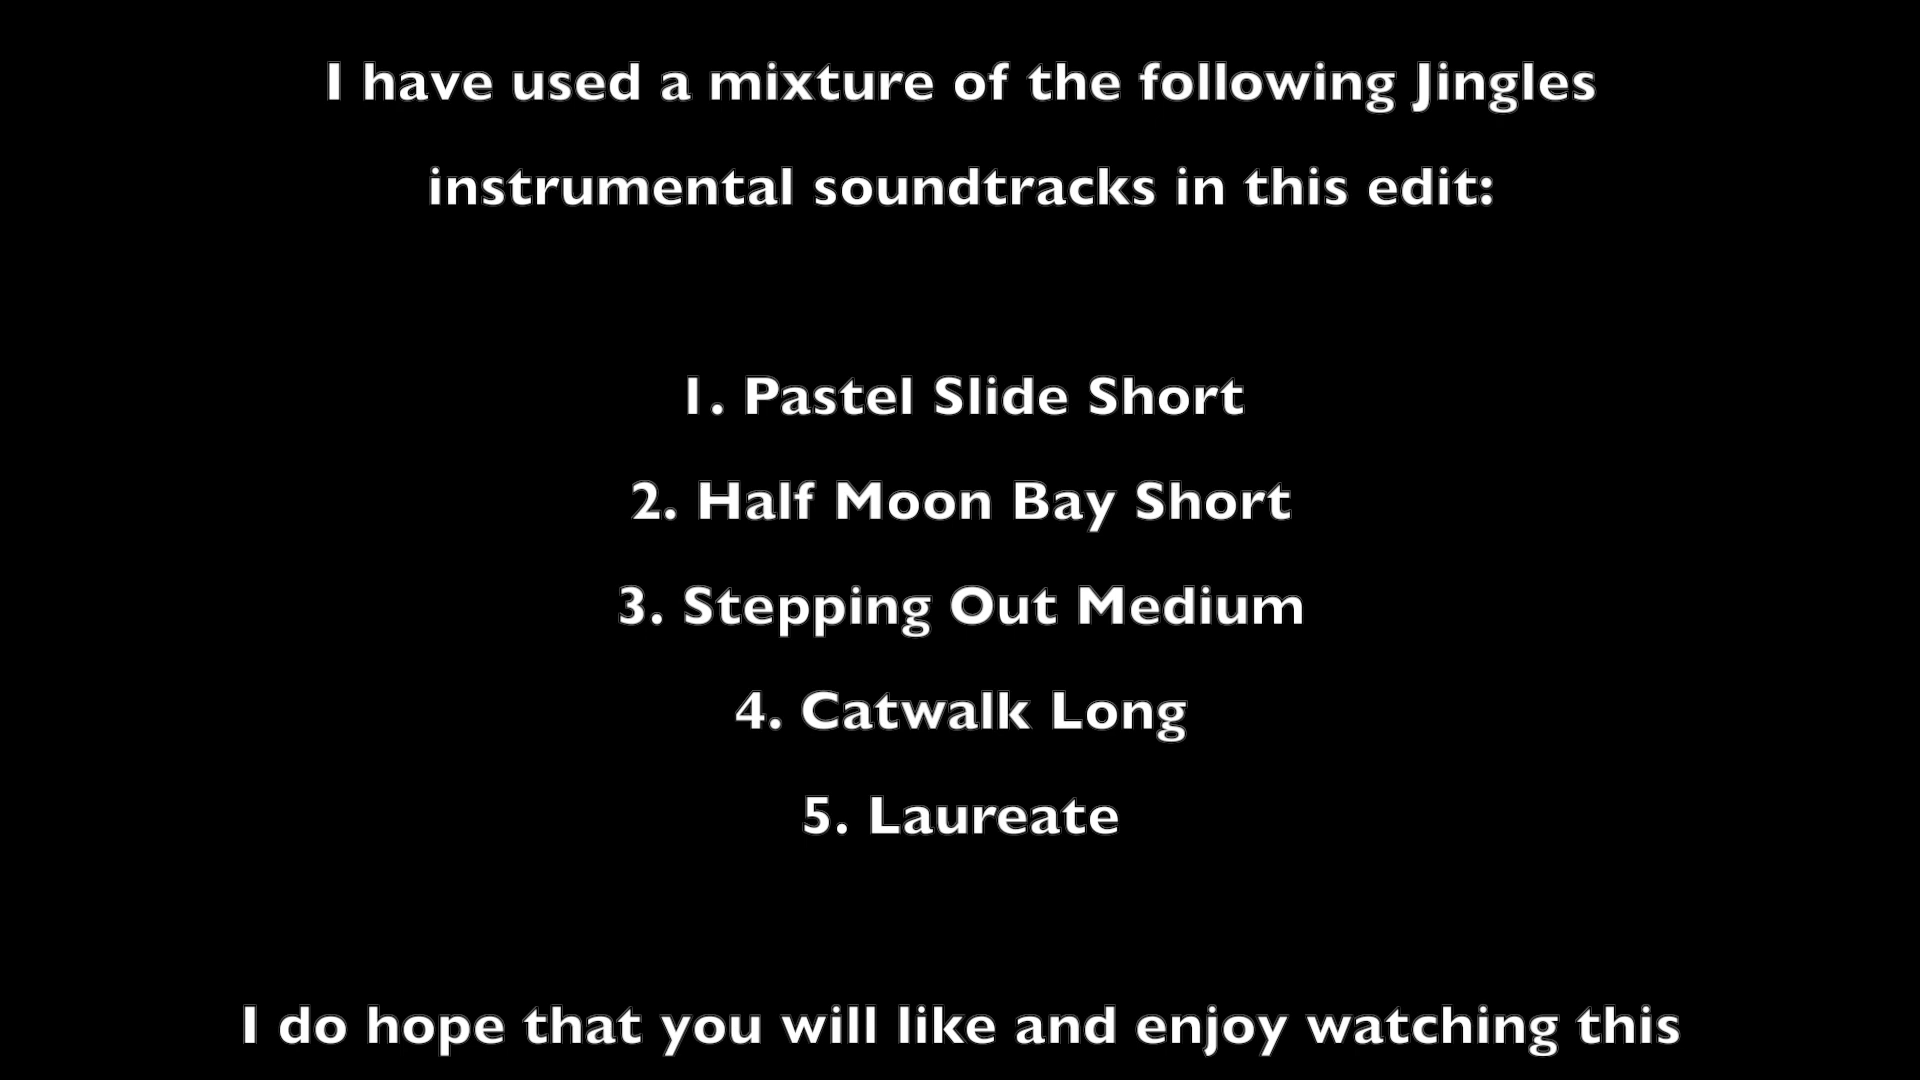 I have used a mixture of the following Jingles
instrumental soundtracks in this edit:
1. Pastel Slide Short
2. Half Moon Bay Short
3. Stepping Out Medium
4. Catwalk Long
5. Laureate
I do hope that you will like and enjoy watching this